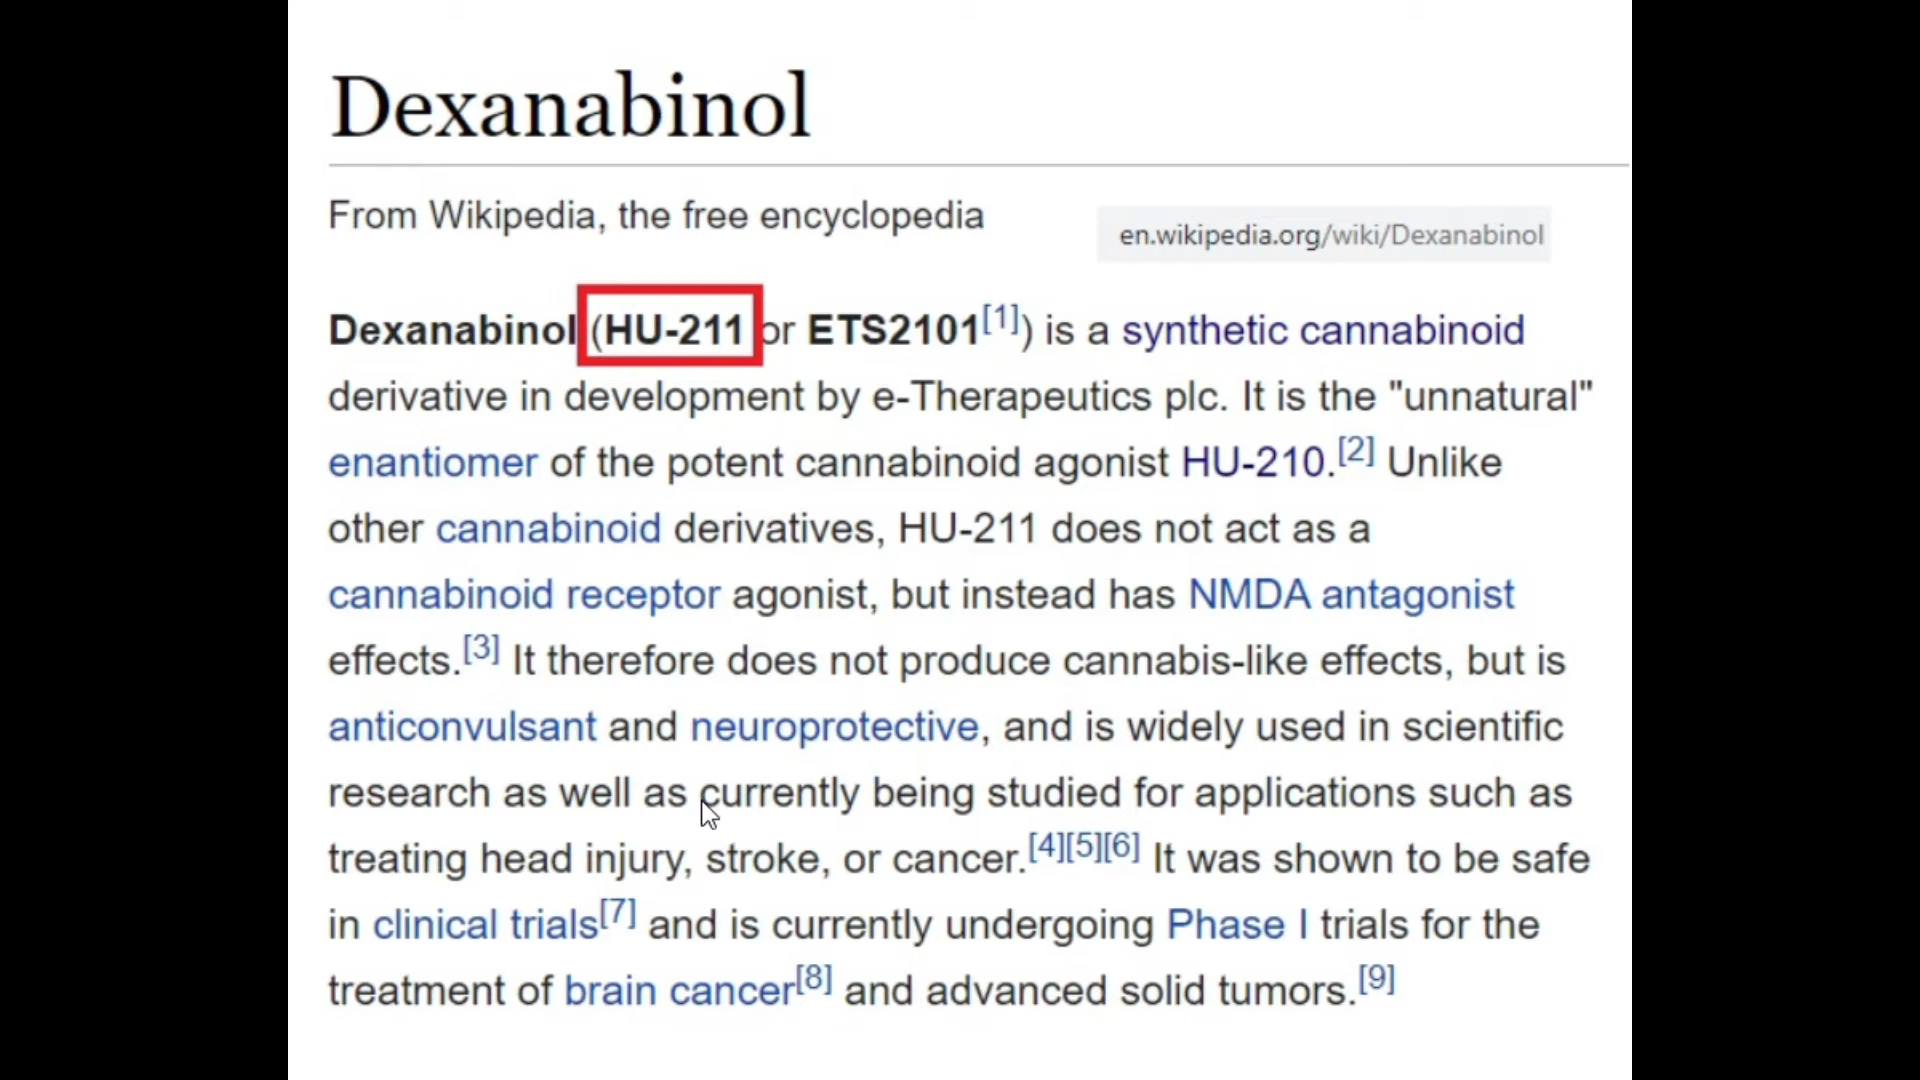 Dexanabinol
From Wikipedia, the free encyclopedia
en.wikipedia.org/wiki/Dexanabinol
Dexanabinol (HU-211 or ETS2101[1]) is a synthetic cannabinoid
derivative in development by e-Therapeutics plc. It is the "unnatural"
enantiomer of the potent cannabinoid agonist HU-210.[2] Unlike
other cannabinoid derivatives, HU-211 does not act as a
cannabinoid receptor agonist, but instead has NMDA antagonist
effects.[3] It therefore does not produce cannabis-like effects, but is
anticonvulsant and neuroprotective, and is widely used in scientific
research as well as currently being studied for applications such as
treating head injury, stroke, or cancer.[4][5][6] It was shown to be safe
in clinical trials[7] and is currently undergoing Phase I trials for the
treatment of brain cancer[8] and advanced solid tumors.[9]